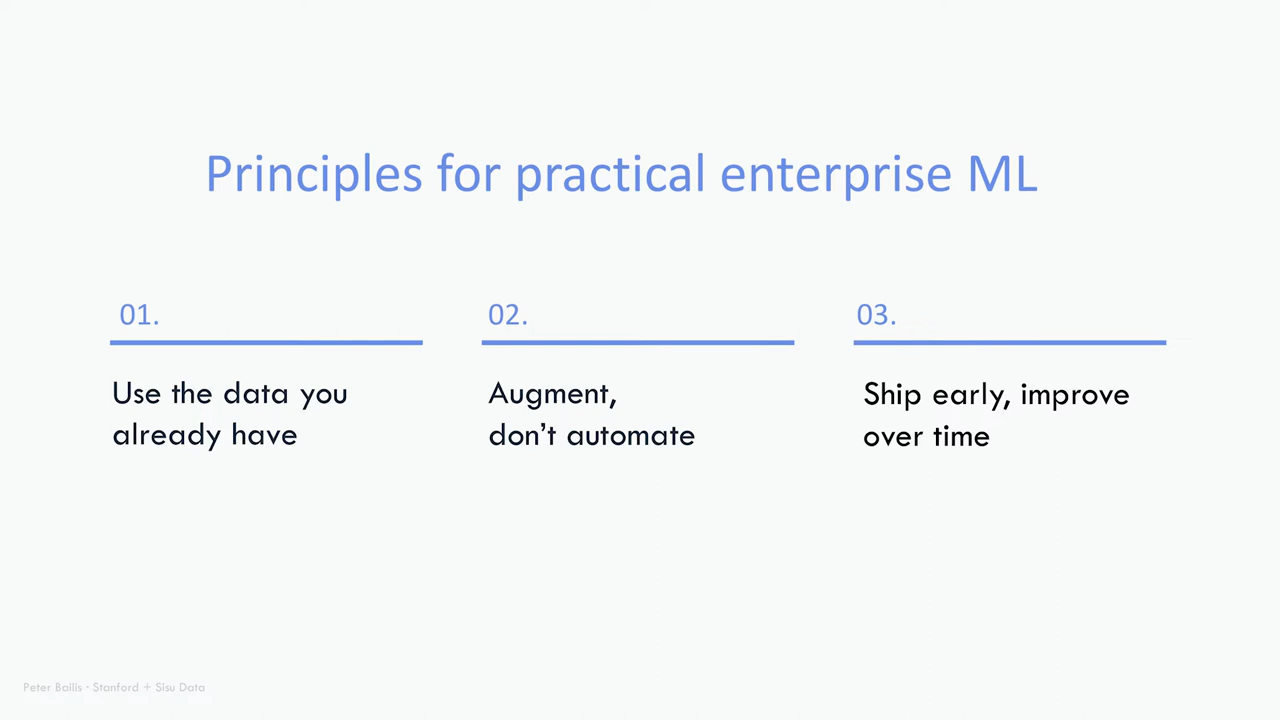 Principles for practical enterprise ML
01.
Use the data you
already have
02.
Augment,
don’t automate
03.
Ship early, improve
over time
Peter Bailis · Stanford + Sisu Data